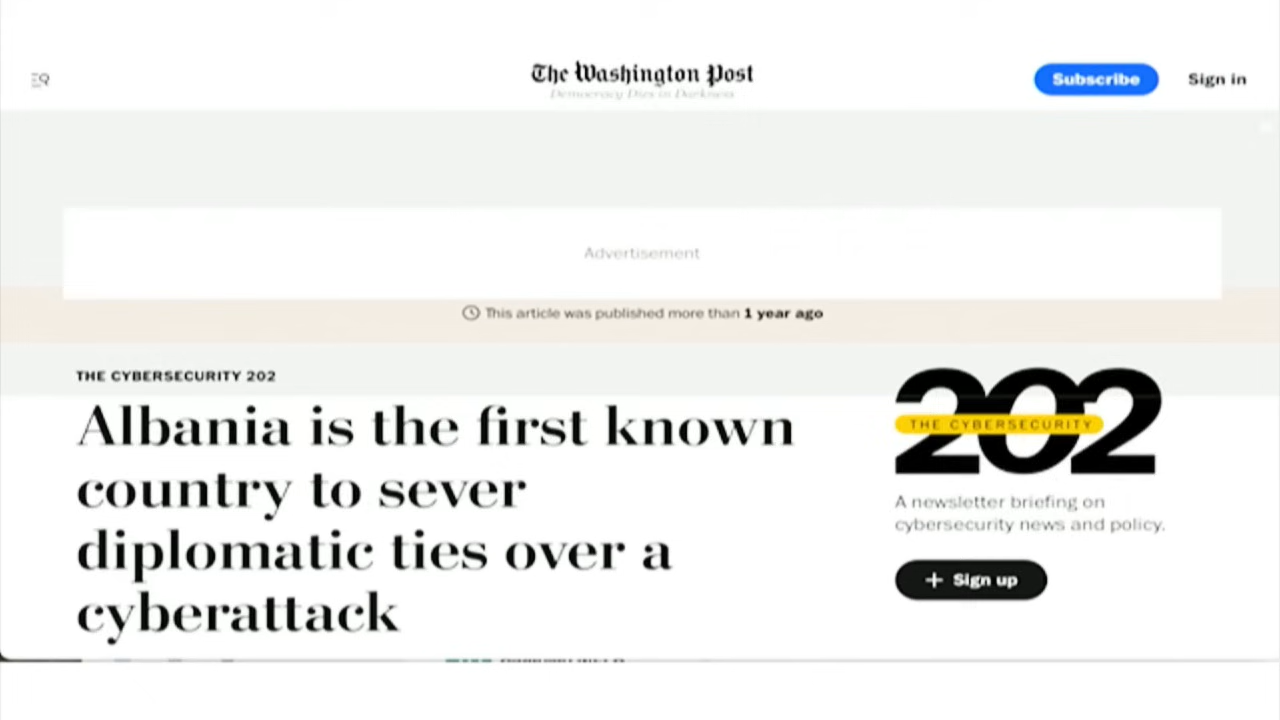 The Washington Post
Democracy Dies in Darkness
Subscribe
Sign in
Advertisement
This article was published more than 1 year ago
THE CYBERSECURITY 202
Albania is the first known
country to sever
diplomatic ties over a
cyberattack
202
THE CYBERSECURITY
A newsletter briefing on
cybersecurity news and policy.
+ Sign up